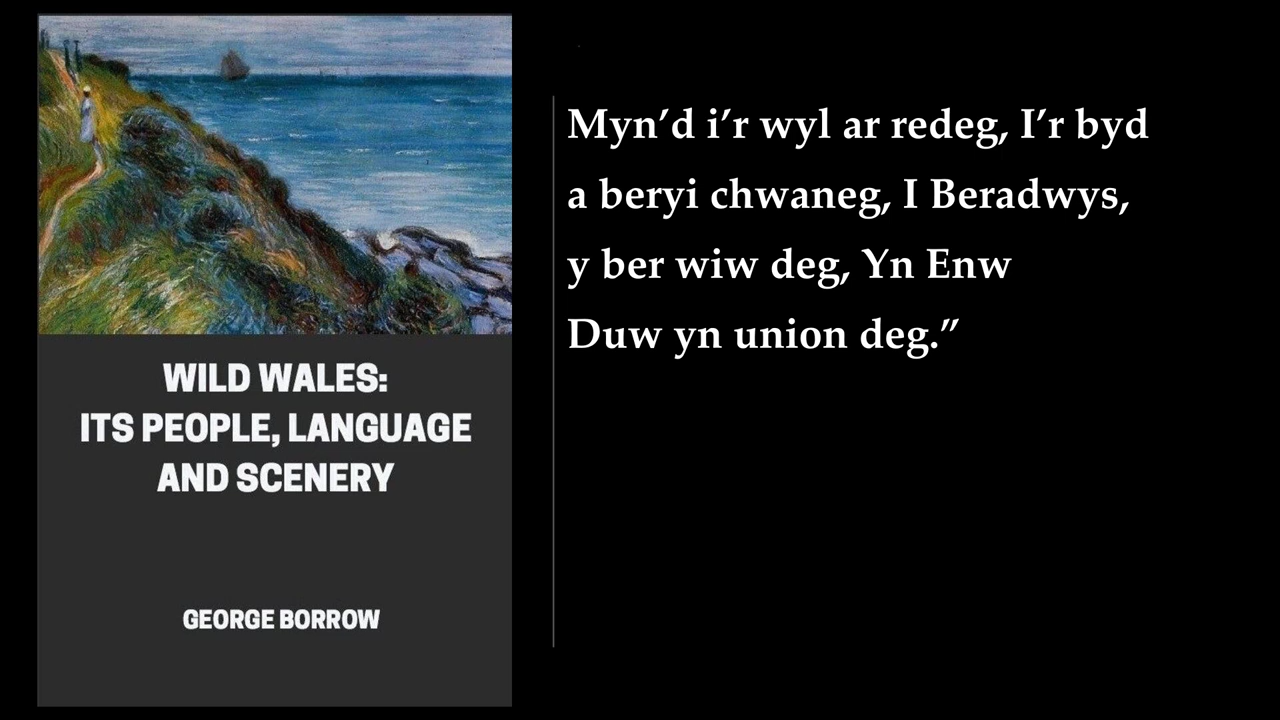 WILD WALES:
ITS PEOPLE, LANGUAGE
AND SCENERY
GEORGE BORROW
Myn’d i’r wyl ar redeg, I’r byd
a beryi chwaneg, I Beradwys,
y ber wiw deg, Yn Enw
Duw yn union deg.”